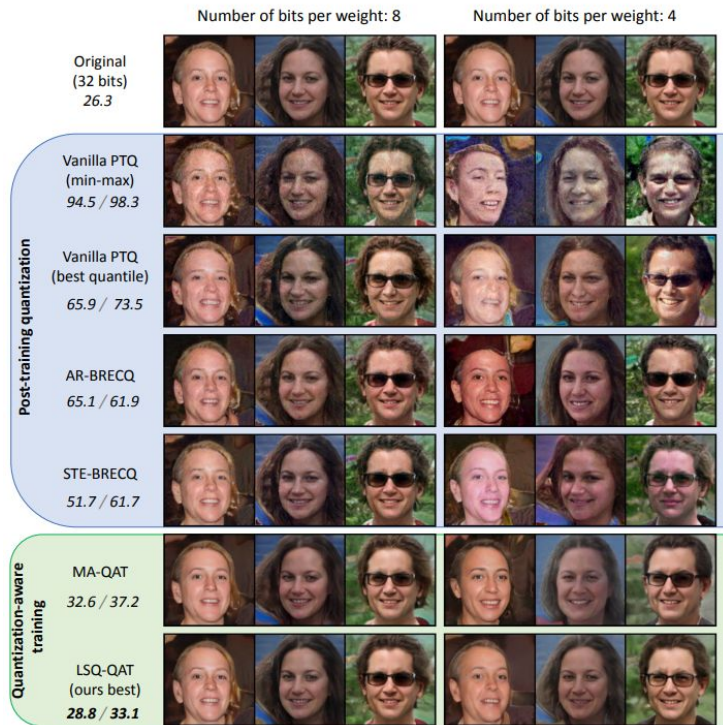 Number of bits per weight: 8
Number of bits per weight: 4
Original
(32 bits)
26.3
Post-training quantization
Vanilla PTQ
(min-max)
94.5 / 98.3
Vanilla PTQ
(best quantile)
65.9 / 73.5
AR-BRECQ
65.1 / 61.9
STE-BRECQ
51.7 / 61.7
Quantization-aware
training
MA-QAT
32.6 / 37.2
LSQ-QAT
(ours best)
28.8 / 33.1